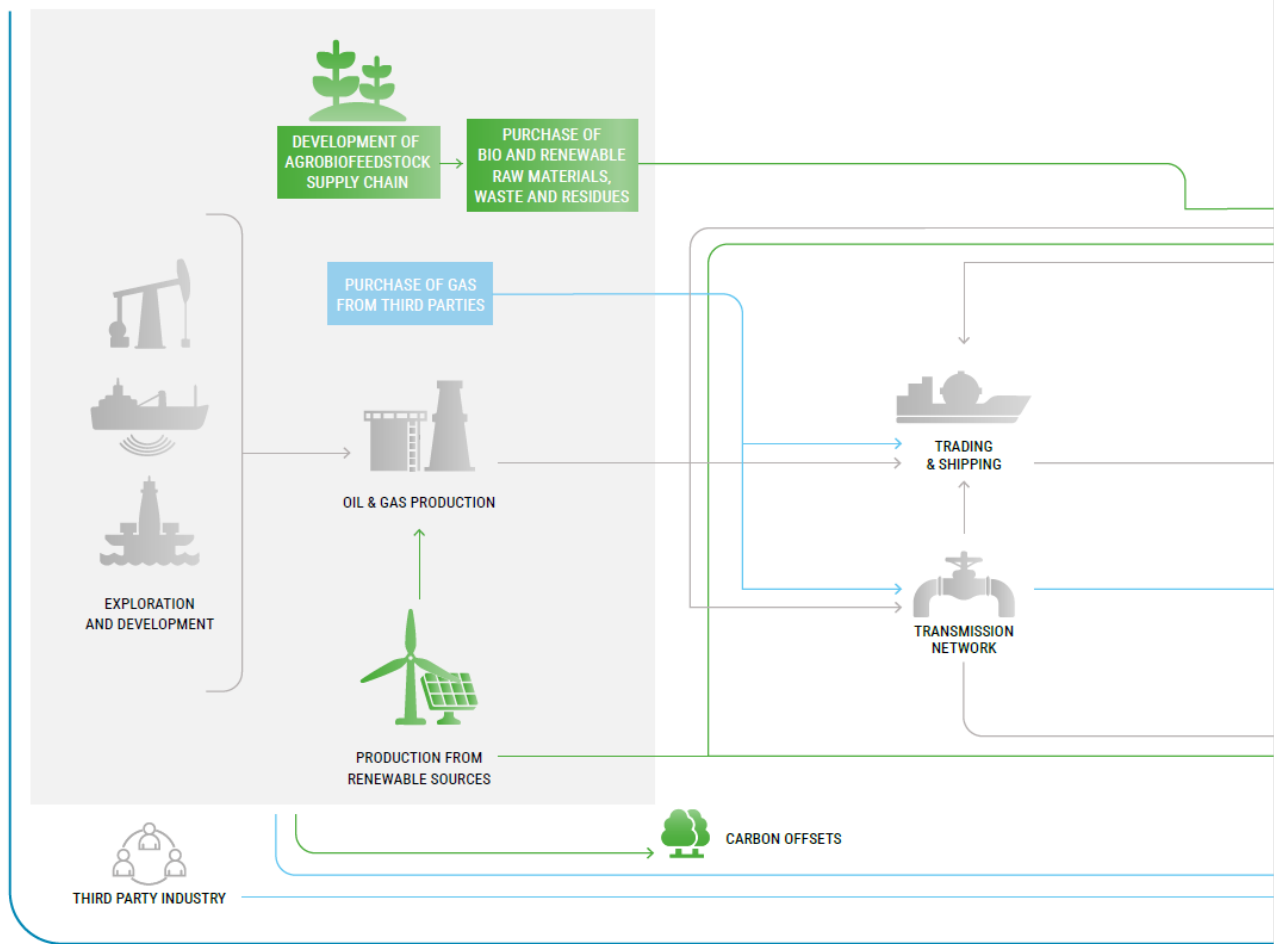 DEVELOPMENT OF
AGROBIOFEEDSTOCK
SUPPLY CHAIN
PURCHASE OF
BIO AND RENEWABLE
RAW MATERIALS,
WASTE AND RESIDUES
PURCHASE OF GAS
FROM THIRD PARTIES
TRADING
& SHIPPING
OIL & GAS PRODUCTION
EXPLORATION
AND DEVELOPMENT
TRANSMISSION
NETWORK
PRODUCTION FROM
RENEWABLE SOURCES
CARBON OFFSETS
THIRD PARTY INDUSTRY